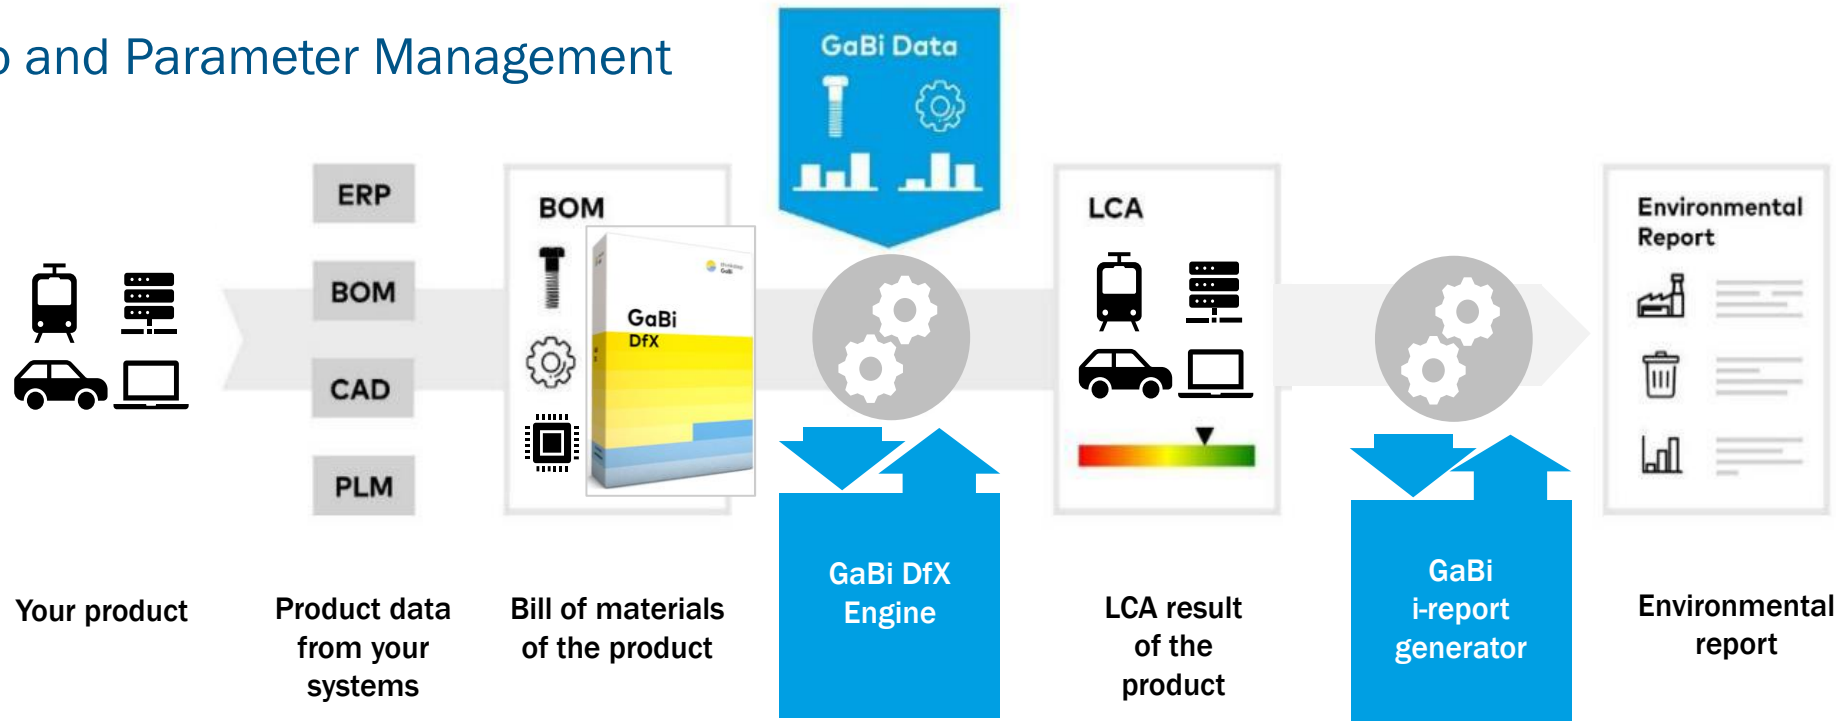 and Parameter Management
GaBi Data
ERP
BOM
CAD
PLM
BOM
GaBi
DfX
LCA
Environmental
Report
Your product
Product data
from your
systems
Bill of materials
of the product
GaBi DfX
Engine
LCA result
of the
product
GaBi
i-report
generator
Environmental
report